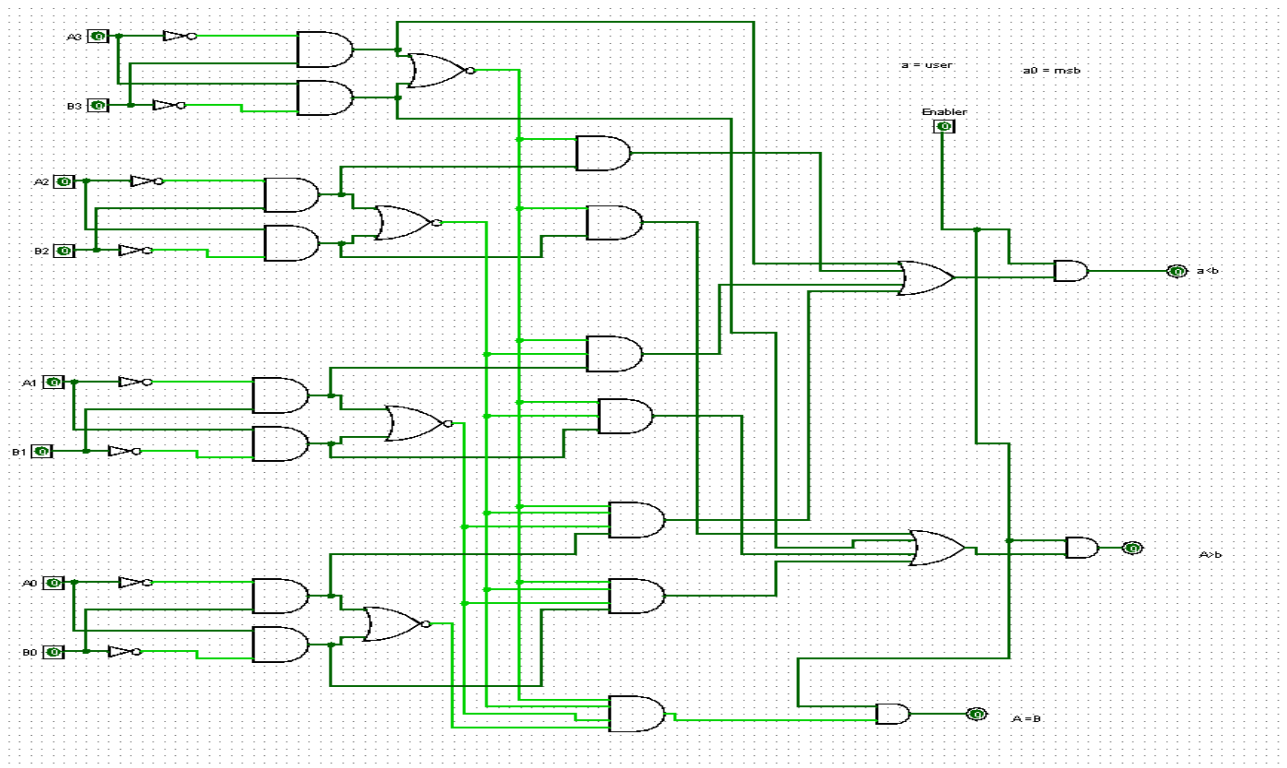 A3
a = user
a0 = msb
B3
Enabler
A2
B2
a<b
A1
B1
A>b
A0
B0
A=B